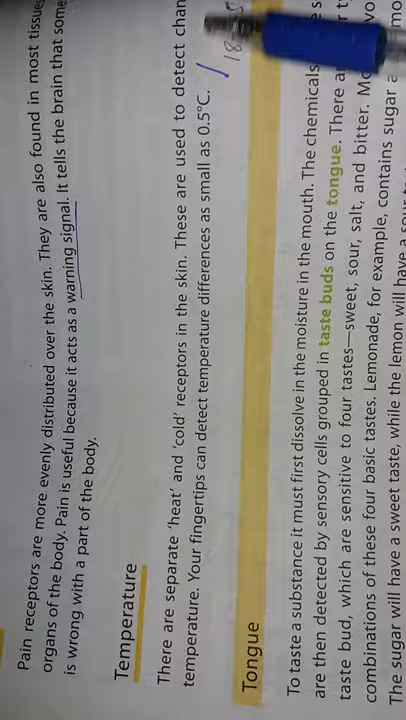 Pain receptors are more evenly distributed over the skin. They are also found in most tissues
organs of the body. Pain is useful because it acts as a warning signal. It tells the brain that some
is wrong with a part of the body.
Temperature
There are separate 'heat' and 'cold' receptors in the skin. These are used to detect chan
temperature. Your fingertips can detect temperature differences as small as 0.5°C.
18
Tongue
To taste a substance it must first dissolve in the moisture in the mouth. The chemicals
are then detected by sensory cells grouped in taste buds on the tongue. There
taste bud, which are sensitive to four tastes—sweet, sour, salt, and bitter.
combinations of these four basic tastes. Lemonade, for example, contains sugar
The sugar will have a sweet taste, while the lemon will have a